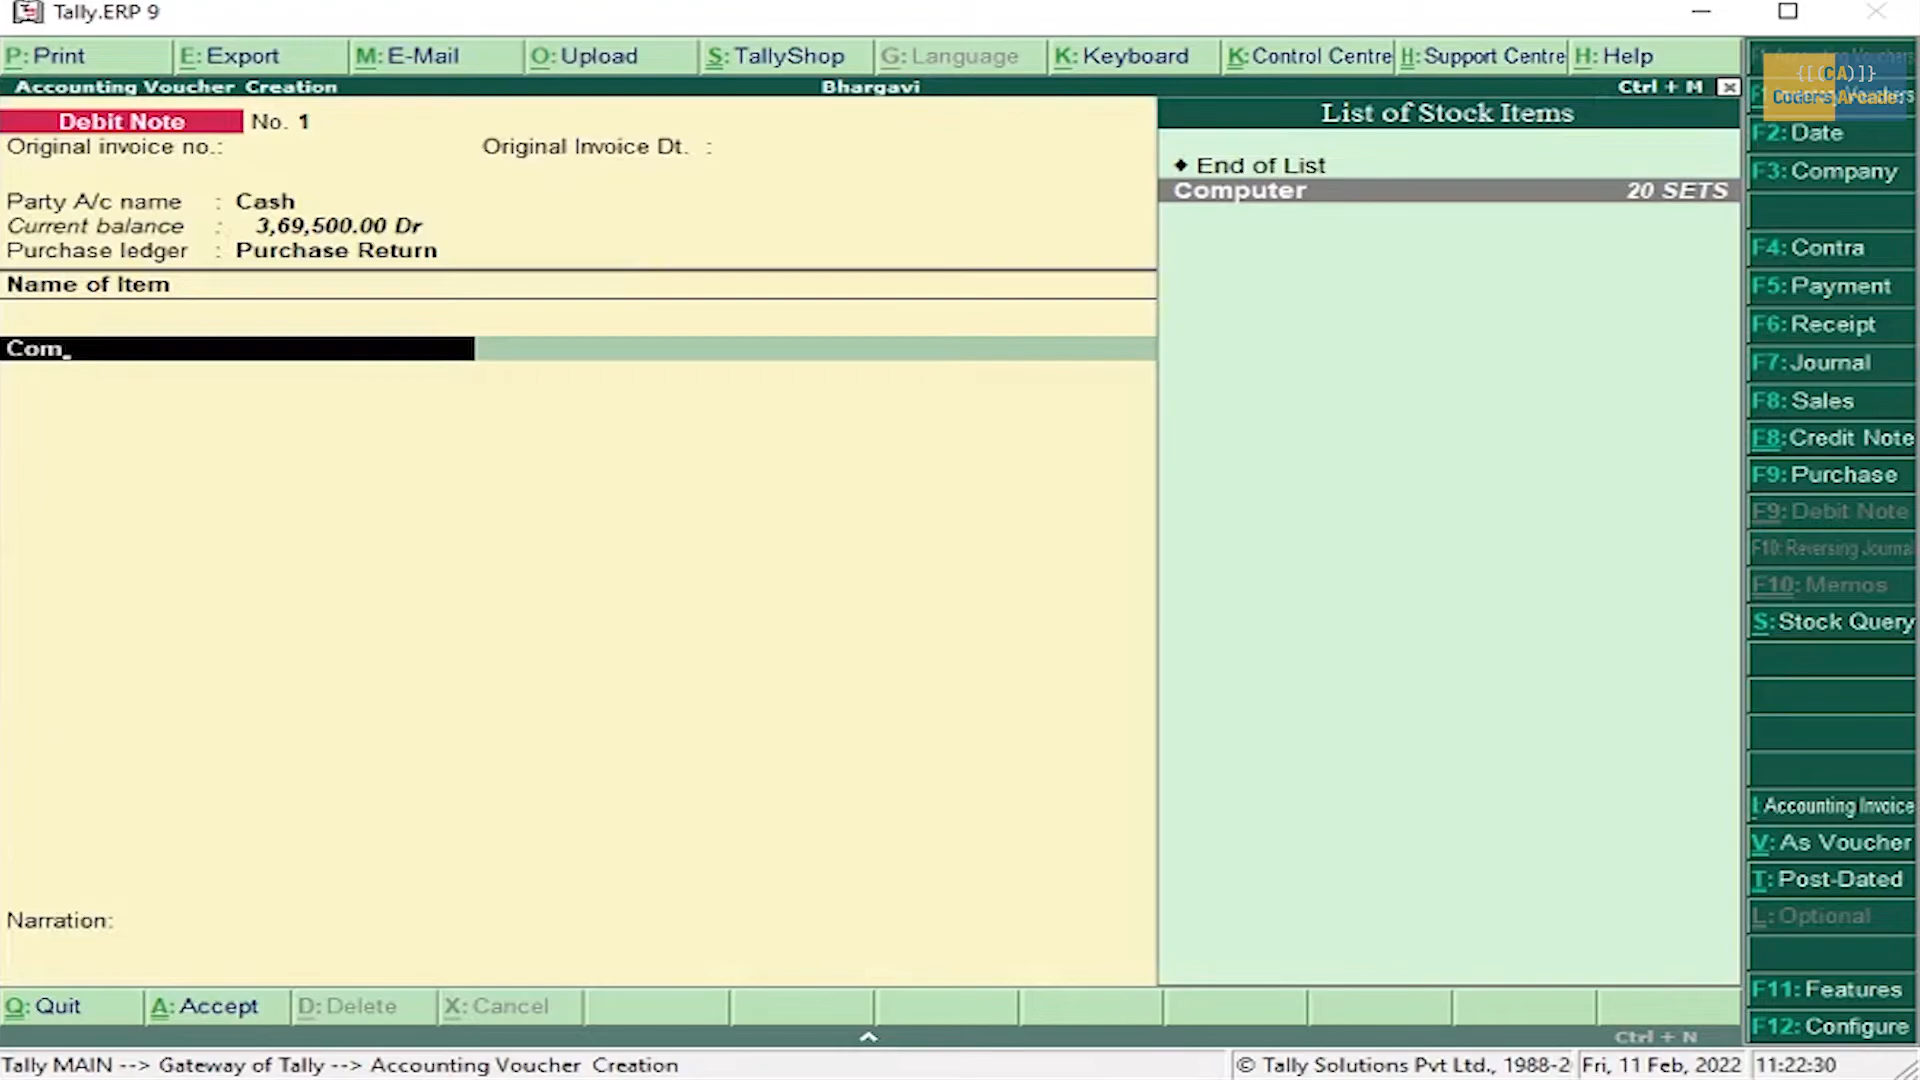 Tally.ERP 9
P: Print E: Export M: E-Mail O: Upload S: TallyShop G: Language K: Keyboard K: Control Centre H: Support Centre H: Help
Accounting Voucher Creation Bhargavi Ctrl + M
Debit Note No. 1
Original invoice no.: Original Invoice Dt. :
Party A/c name : Cash
Current balance : 3,69,500.00 Dr
Purchase ledger : Purchase Return
Name of Item
Com
Narration:
List of Stock Items
♦ End of List
Computer 20 SETS
{[(CA)]}
Coder's Arcade
F2: Date
F3: Company
F4: Contra
F5: Payment
F6: Receipt
F7: Journal
F8: Sales
F8: Credit Note
F9: Purchase
F9: Debit Note
F10: Reversing Journal
F10: Memos
S: Stock Query
I: Accounting Invoice
V: As Voucher
T: Post-Dated
L: Optional
F11: Features
F12: Configure
Q: Quit A: Accept D: Delete X: Cancel
Ctrl + N
Tally MAIN --> Gateway of Tally --> Accounting Voucher Creation © Tally Solutions Pvt Ltd., 1988-2 Fri, 11 Feb, 2022 11:22:30